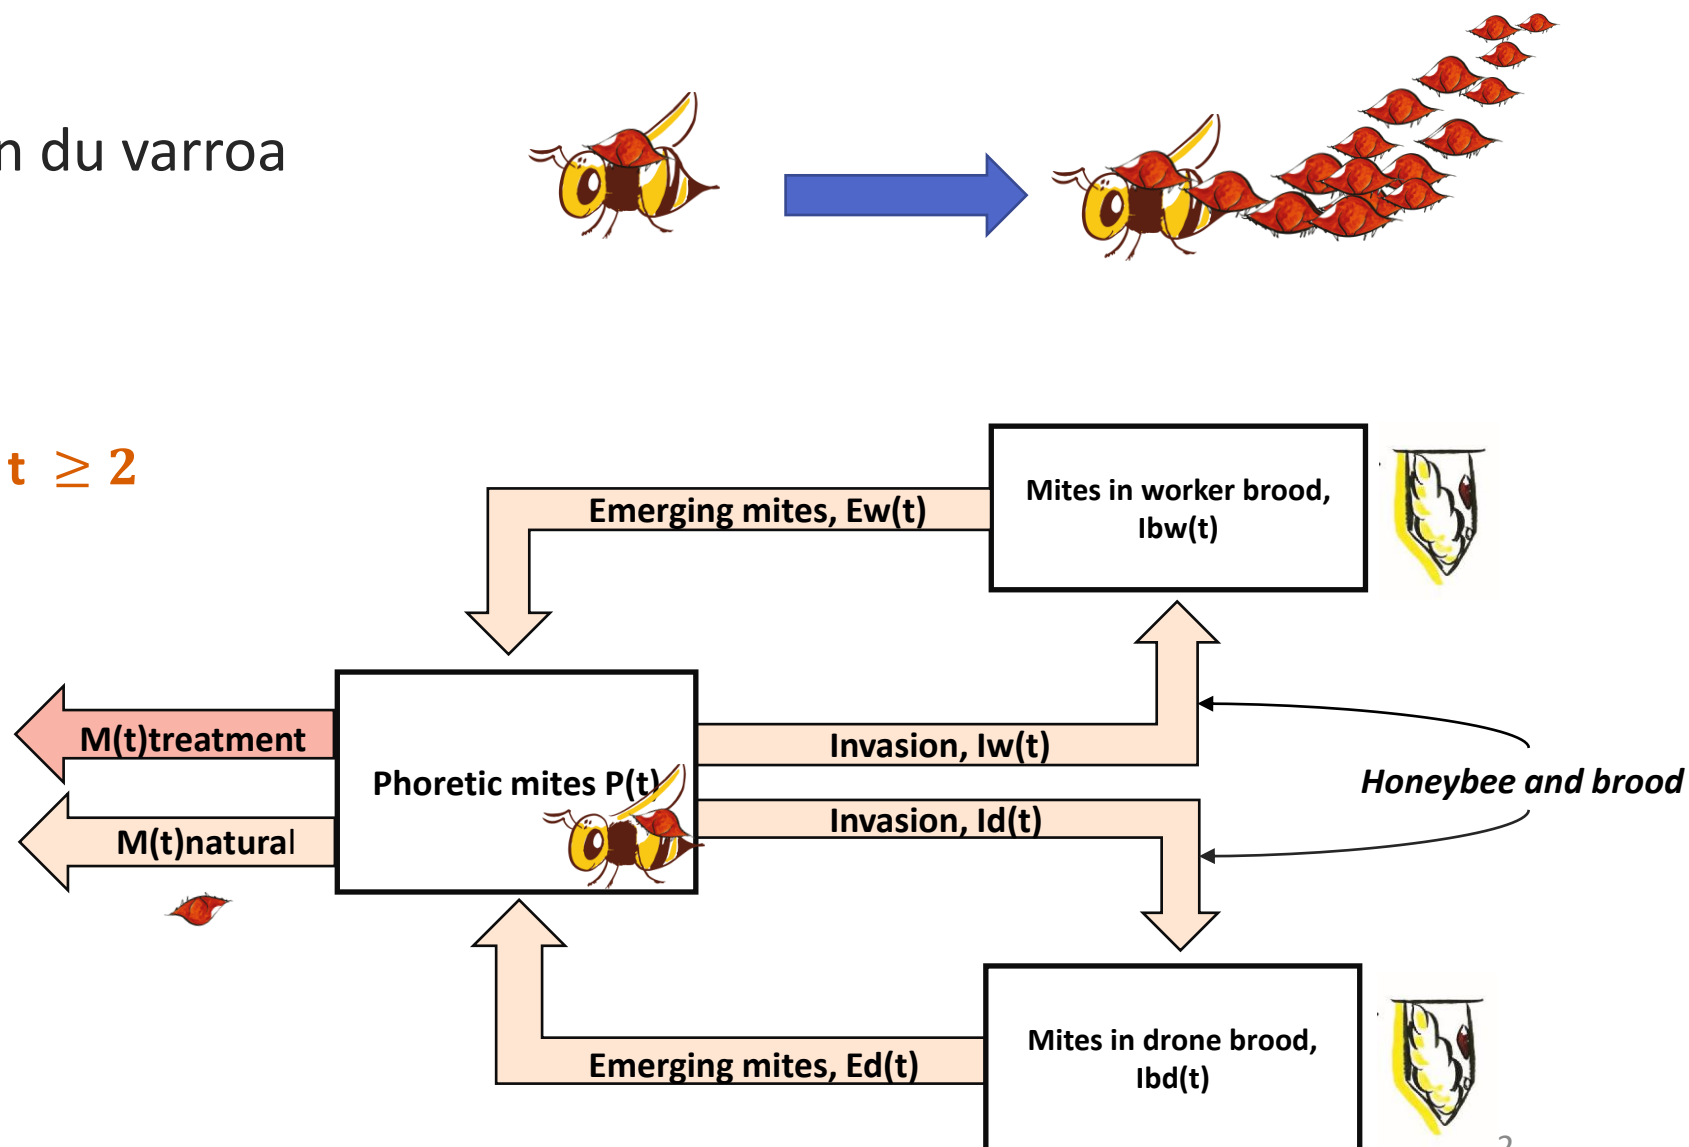 n du varroa
t ≥ 2
Emerging mites, Ew(t)
Mites in worker brood,
Ibw(t)
M(t)treatment
Invasion, Iw(t)
Phoretic mites P(t)
Honeybee and brood
Invasion, Id(t)
M(t)natural
Emerging mites, Ed(t)
Mites in drone brood,
Ibd(t)